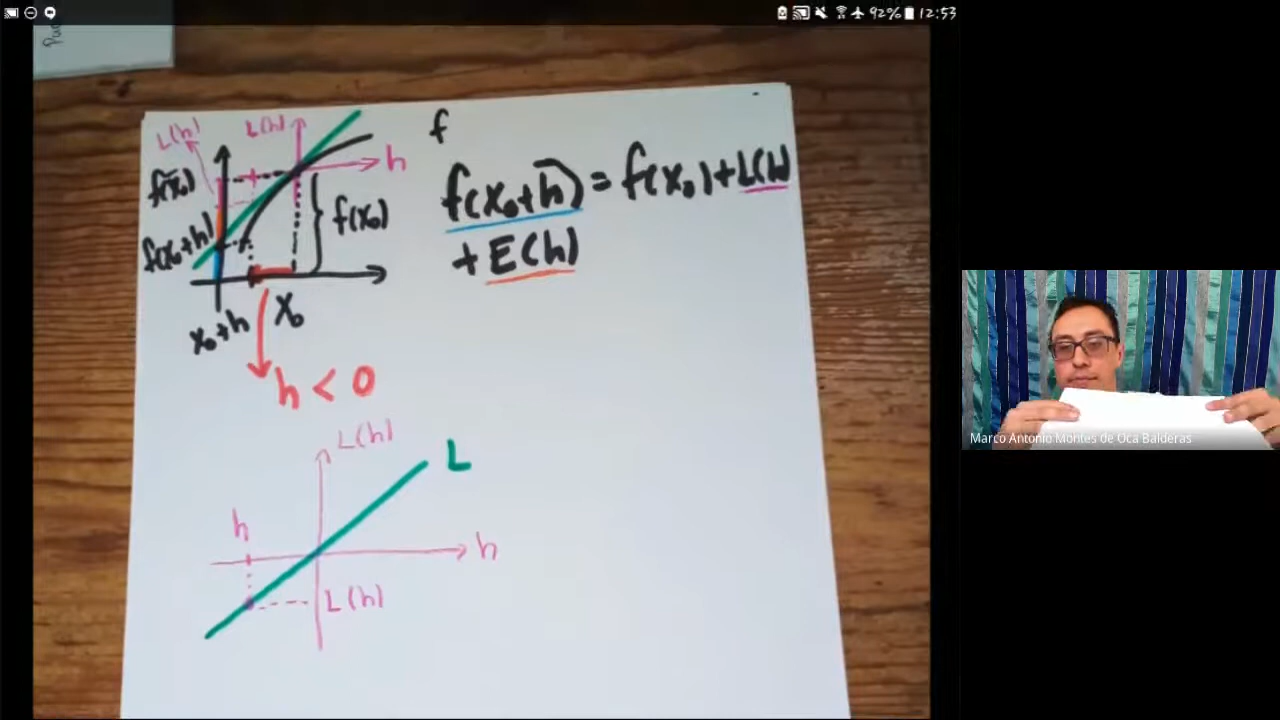 92% 12:53
L(h)
L(h)
h
f(x₀)
f(x₀)
f(x₀+h)
x₀+h
x₀
h < 0
f
f(x₀+h) = f(x₀) + L(h)
+ E(h)
L(h)
L
h
h
L(h)
Marco Antonio Montes de Oca Balderas